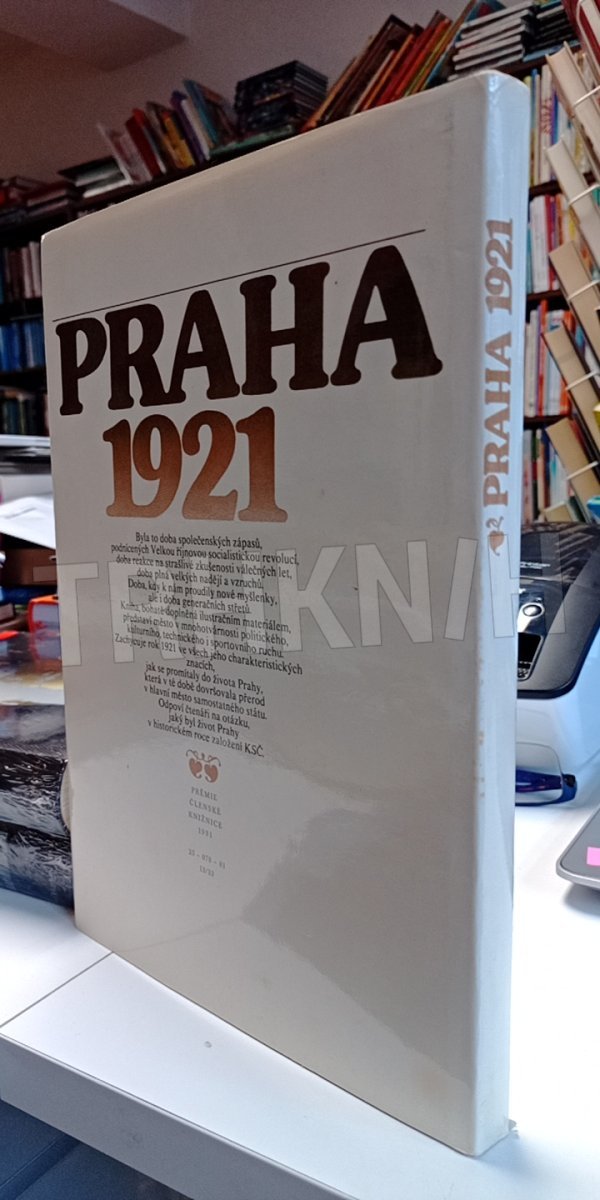 PRAHA
1921
Byla to doba společenských zápasů,
podnícených Velkou říjnovou socialistickou revolucí,
doba reakce na strašlivé zkušenosti válečných let,
doba plná velkých nadějí a vzruchů.
Doba, kdy k nám proudily nové myšlenky,
ale i doba generačních střetů.
Kniha, bohatě doplněná ilustračním materiálem,
představí město v mnohotvárnosti politického,
kulturního, technického i sportovního ruchu.
Zachycuje rok 1921 ve všech jeho charakteristických
znacích,
jak se promítaly do života Prahy,
která v té době dovršovala přerod
v hlavní město samostatného státu.
Odpoví čtenáři na otázku,
jaký byl život Prahy
v historickém roce založení KSČ.
PRÉMIE
ČLENSKÉ
KNIŽNICE
13/33
PRAHA 1921